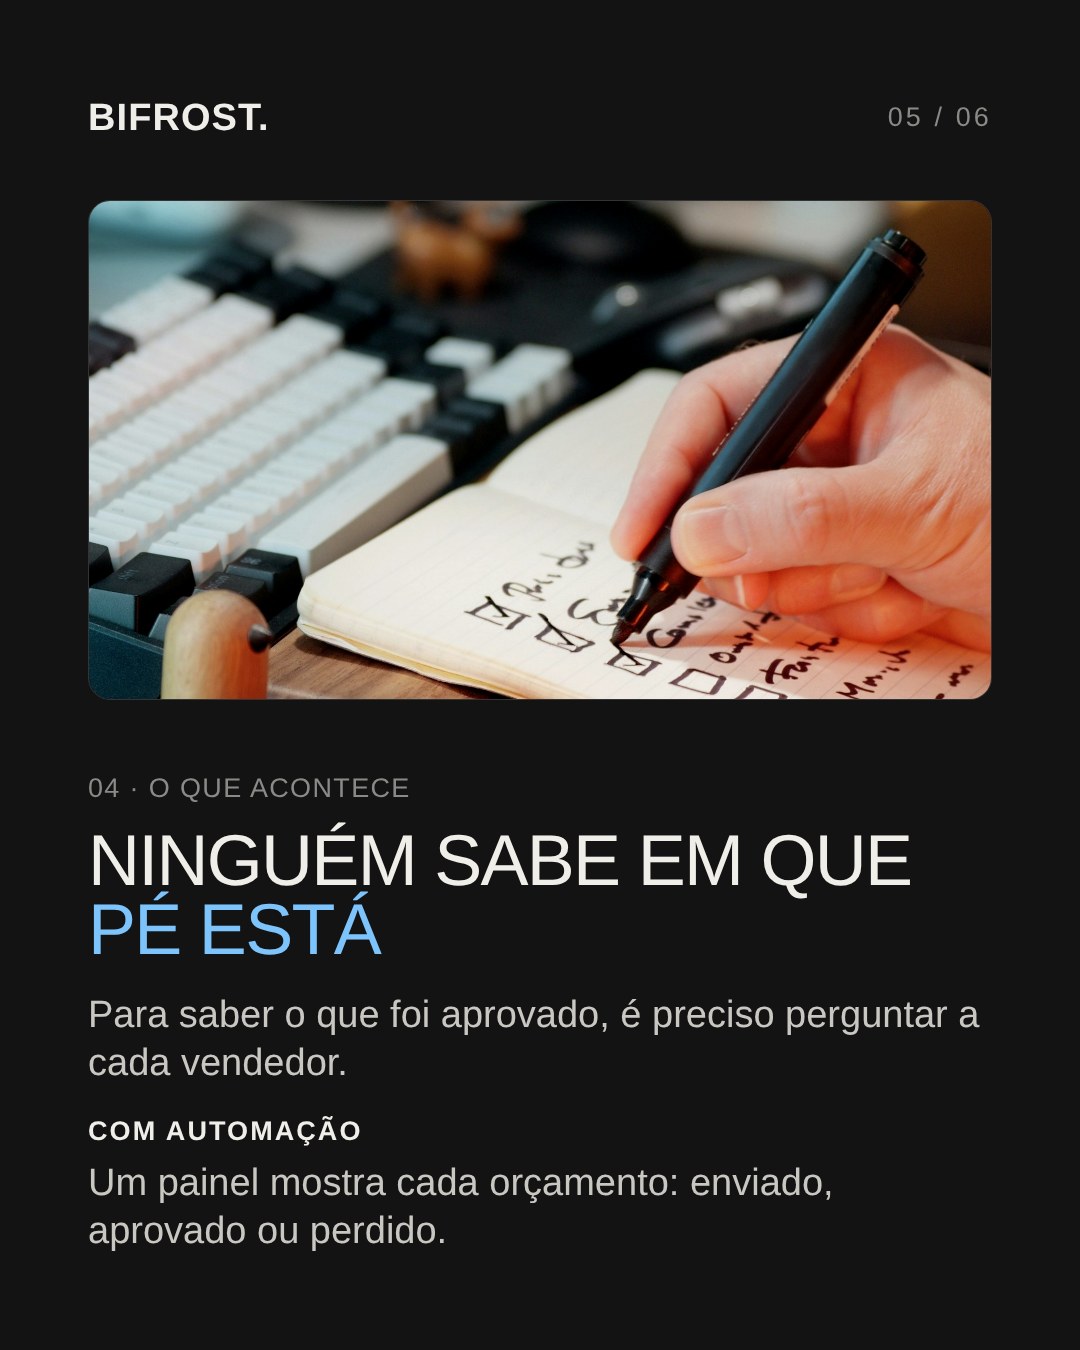 BIFROST.
05 / 06
04 · O QUE ACONTECE
NINGUÉM SABE EM QUE
PÉ ESTÁ
Para saber o que foi aprovado, é preciso perguntar a
cada vendedor.
COM AUTOMAÇÃO
Um painel mostra cada orçamento: enviado,
aprovado ou perdido.